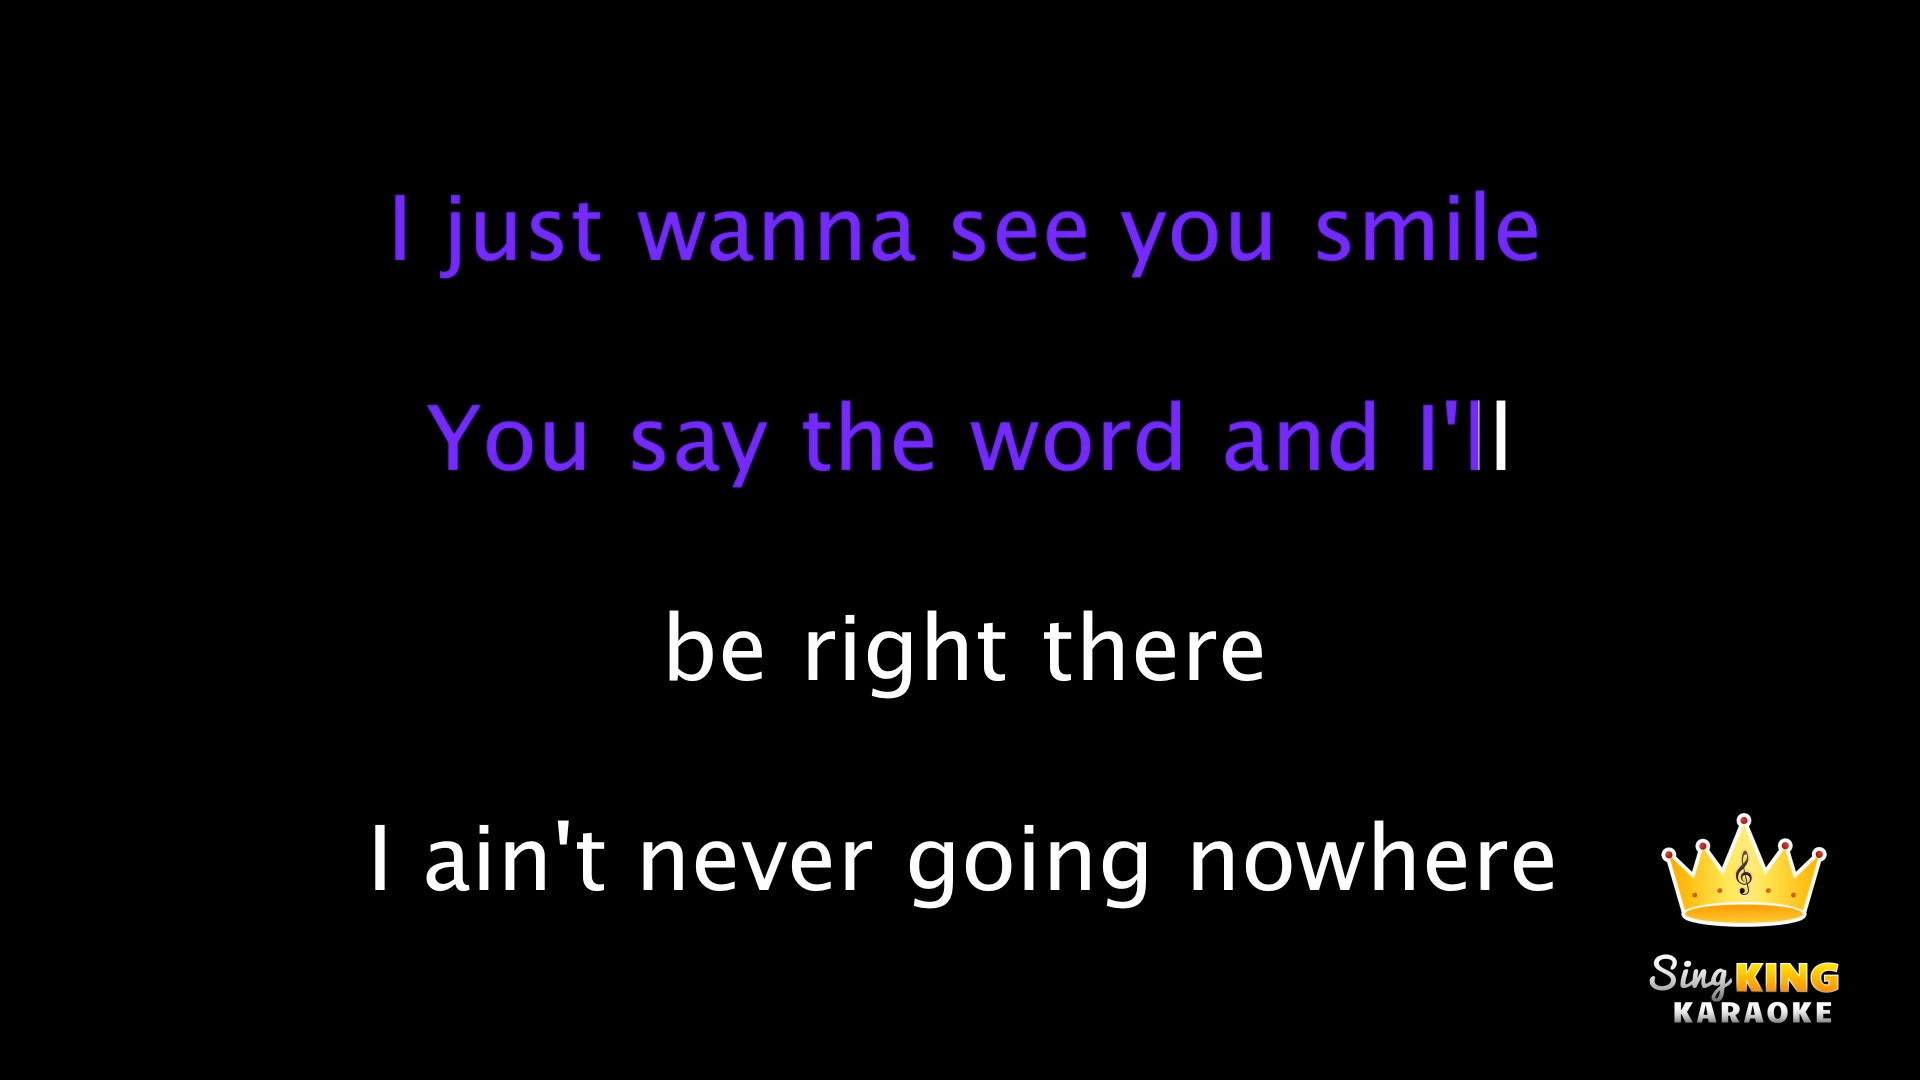 I just wanna see you smile
You say the word and I'll
be right there
I ain't never going nowhere
Sing KING
KARAOKE